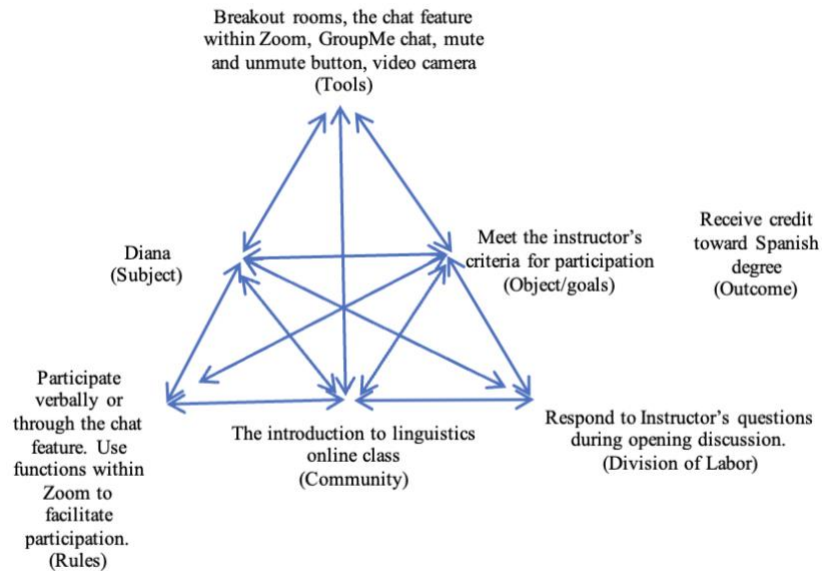 Breakout rooms, the chat feature
within Zoom, GroupMe chat, mute
and unmute button, video camera
(Tools)
Diana
(Subject)
Meet the instructor's
criteria for participation
(Object/goals)
Receive credit
toward Spanish
degree
(Outcome)
Participate
verbally or
through the chat
feature. Use
functions within
Zoom to
facilitate
participation.
(Rules)
The introduction to linguistics
online class
(Community)
Respond to Instructor's questions
during opening discussion.
(Division of Labor)